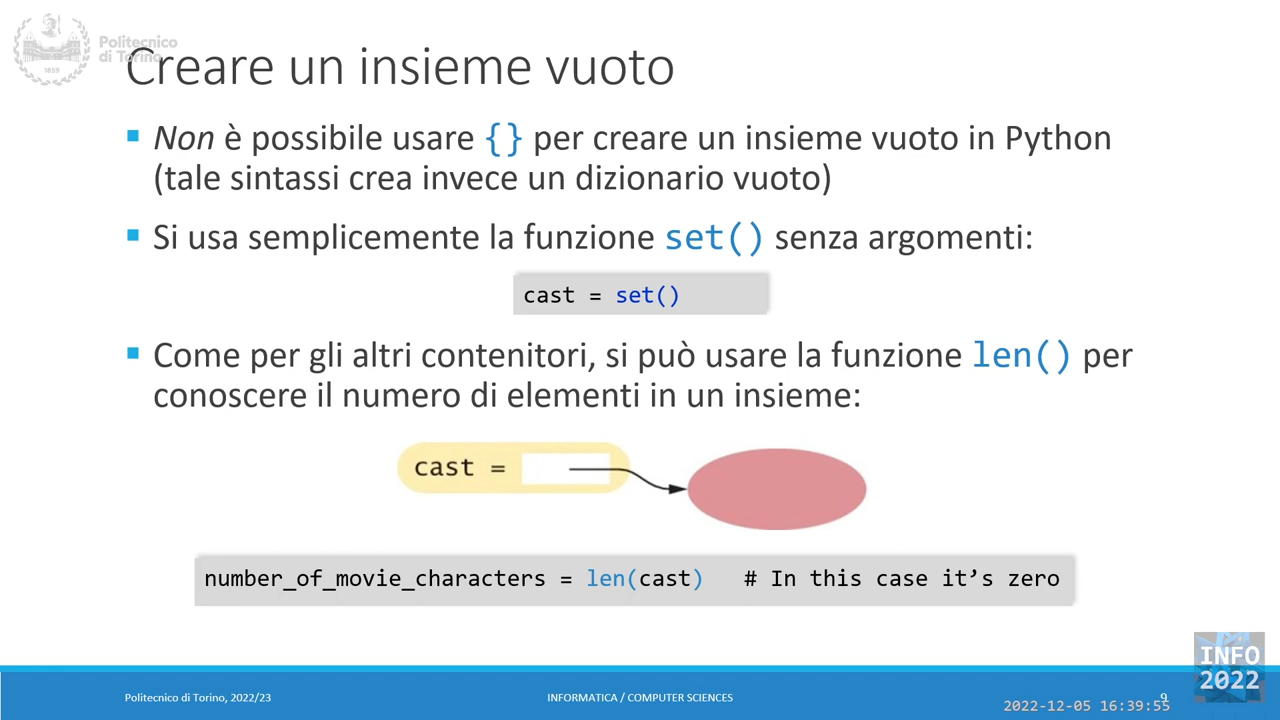 Politecnico
di Torino
1859
Creare un insieme vuoto
Non è possibile usare {} per creare un insieme vuoto in Python
(tale sintassi crea invece un dizionario vuoto)
Si usa semplicemente la funzione set() senza argomenti:
cast = set()
Come per gli altri contenitori, si può usare la funzione len() per
conoscere il numero di elementi in un insieme:
cast =
number_of_movie_characters = len(cast) # In this case it’s zero
Politecnico di Torino, 2022/23
INFORMATICA / COMPUTER SCIENCES
9
2022-12-05 16:39:55
INFO
2022